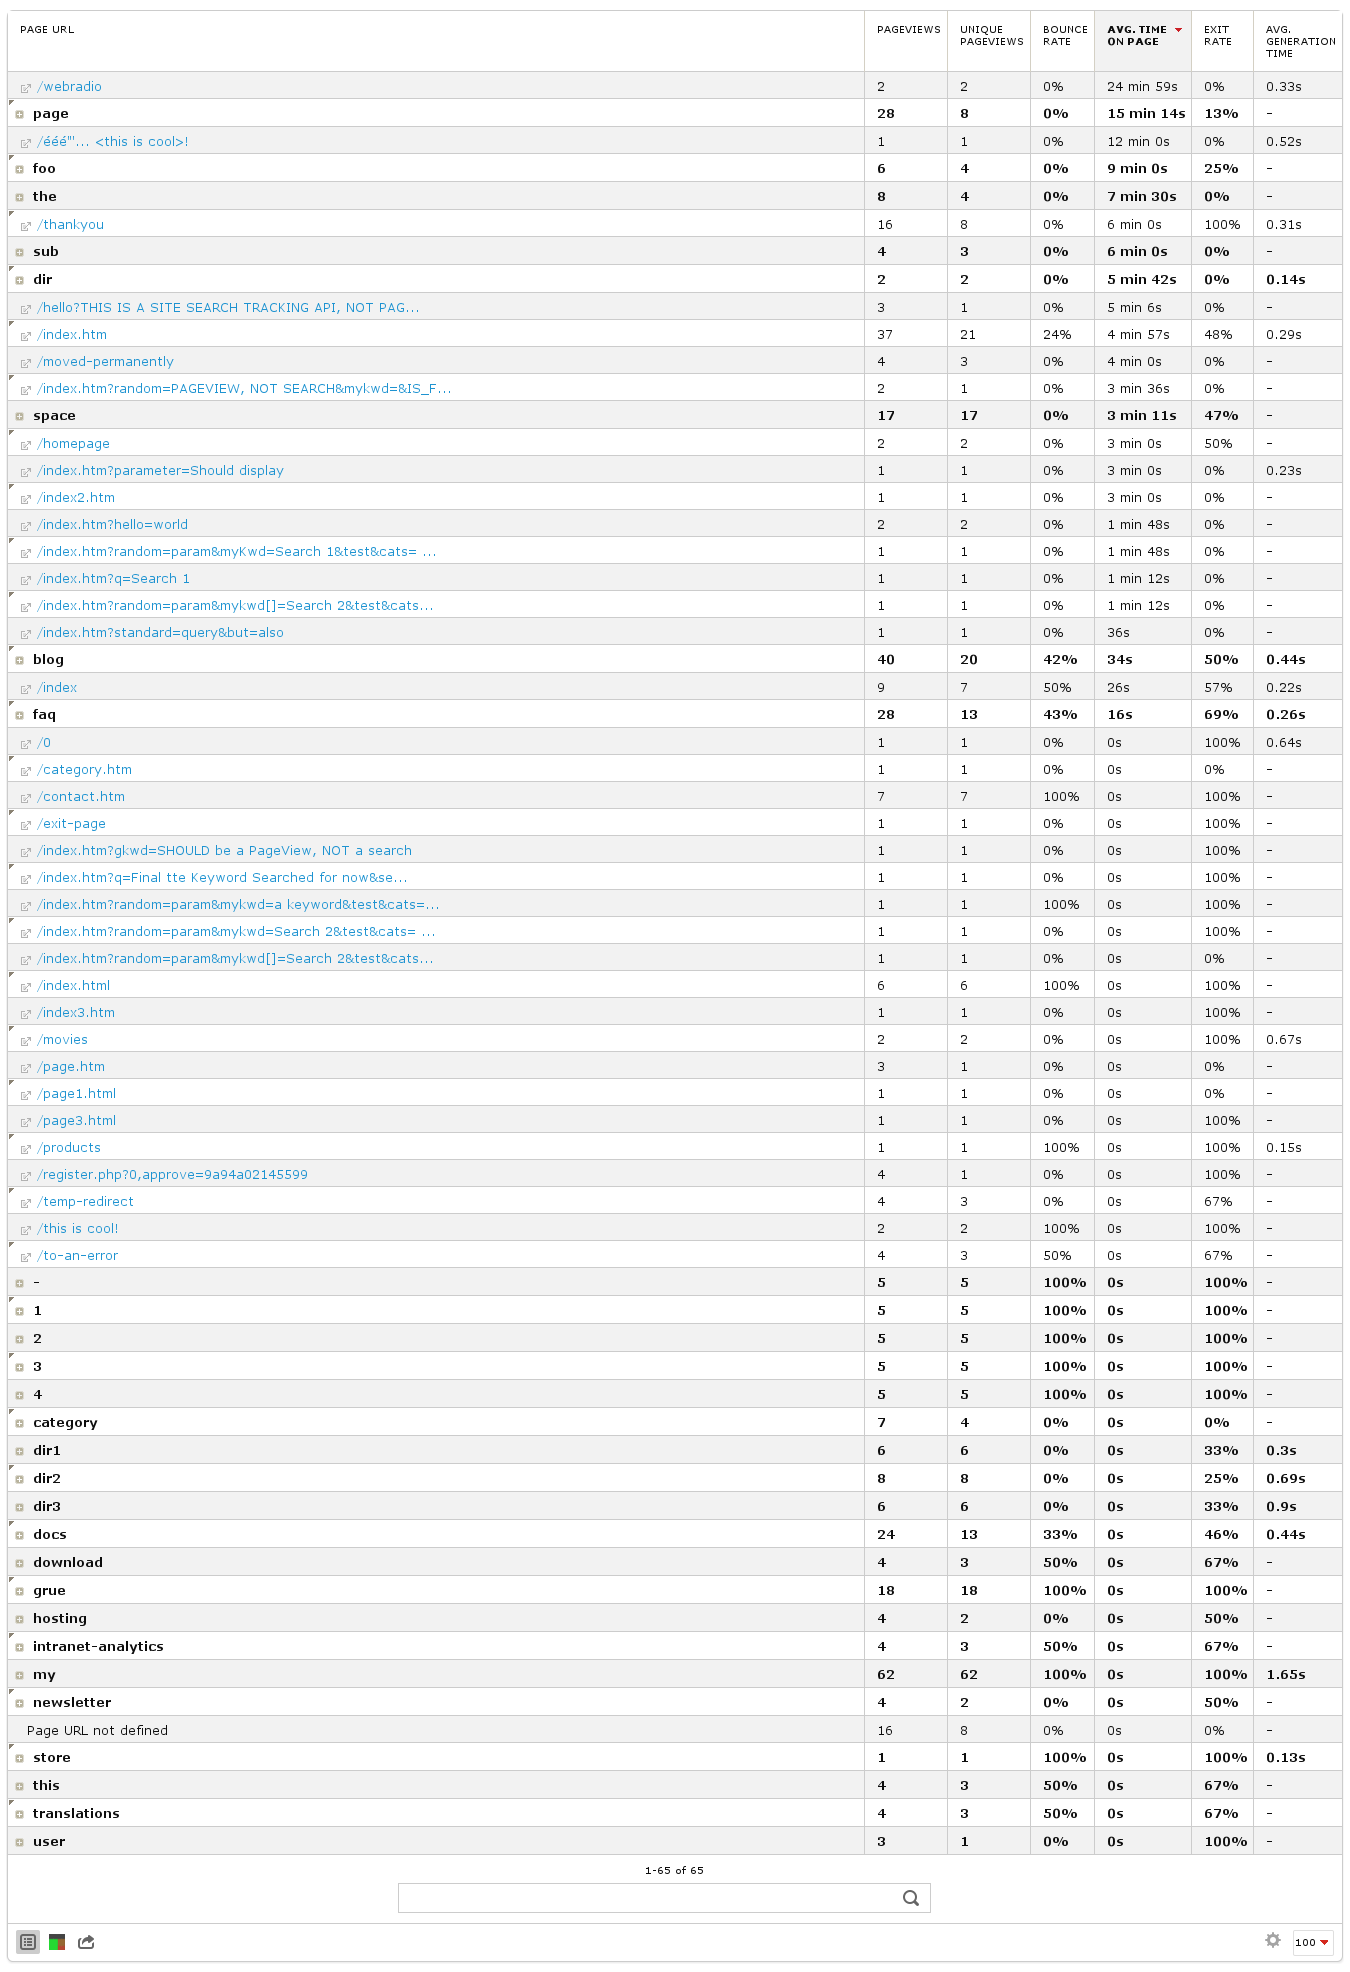 PAGE URL PAGEVIEWS UNIQUE PAGEVIEWS BOUNCE RATE AVG. TIME ON PAGE EXIT RATE AVG. GENERATION TIME
/webradio 2 2 0% 24 min 59s 0% 0.33s
page 28 8 0% 15 min 14s 13% -
/ééé"'... <this is cool>! 1 1 0% 12 min 0s 0% 0.52s
foo 6 4 0% 9 min 0s 25% -
the 8 4 0% 7 min 30s 0% -
/thankyou 16 8 0% 6 min 0s 100% 0.31s
sub 4 3 0% 6 min 0s 0% -
dir 2 2 0% 5 min 42s 0% 0.14s
/hello?THIS IS A SITE SEARCH TRACKING API, NOT PAG... 3 1 0% 5 min 6s 0% -
/index.htm 37 21 24% 4 min 57s 48% 0.29s
/moved-permanently 4 3 0% 4 min 0s 0% -
/index.htm?random=PAGEVIEW, NOT SEARCH&mykwd=&IS_F... 2 1 0% 3 min 36s 0% -
space 17 17 0% 3 min 11s 47% -
/homepage 2 2 0% 3 min 0s 50% -
/index.htm?parameter=Should display 1 1 0% 3 min 0s 0% 0.23s
/index2.htm 1 1 0% 3 min 0s 0% -
/index.htm?hello=world 2 2 0% 1 min 48s 0% -
/index.htm?random=param&myKwd=Search 1&test&cats= ... 1 1 0% 1 min 48s 0% -
/index.htm?q=Search 1 1 1 0% 1 min 12s 0% -
/index.htm?random=param&mykwd[]=Search 2&test&cats... 1 1 0% 1 min 12s 0% -
/index.htm?standard=query&but=also 1 1 0% 36s 0% -
blog 40 20 42% 34s 50% 0.44s
/index 9 7 50% 26s 57% 0.22s
faq 28 13 43% 16s 69% 0.26s
/0 1 1 0% 0s 100% 0.64s
/category.htm 1 1 0% 0s 0% -
/contact.htm 7 7 100% 0s 100% -
/exit-page 1 1 0% 0s 100% -
/index.htm?gkwd=SHOULD be a PageView, NOT a search 1 1 0% 0s 100% -
/index.htm?q=Final tte Keyword Searched for now&se... 1 1 0% 0s 100% -
/index.htm?random=param&mykwd=a keyword&test&cats=... 1 1 100% 0s 100% -
/index.htm?random=param&mykwd=Search 2&test&cats= ... 1 1 0% 0s 100% -
/index.htm?random=param&mykwd[]=Search 2&test&cats... 1 1 0% 0s 0% -
/index.html 6 6 100% 0s 100% -
/index3.htm 1 1 0% 0s 100% -
/movies 2 2 0% 0s 100% 0.67s
/page.htm 3 1 0% 0s 0% -
/page1.html 1 1 0% 0s 0% -
/page3.html 1 1 0% 0s 100% -
/products 1 1 100% 0s 100% 0.15s
/register.php?0,approve=9a94a02145599 4 1 0% 0s 100% -
/temp-redirect 4 3 0% 0s 67% -
/this is cool! 2 2 100% 0s 100% -
/to-an-error 4 3 50% 0s 67% -
- 5 5 100% 0s 100% -
1 5 5 100% 0s 100% -
2 5 5 100% 0s 100% -
3 5 5 100% 0s 100% -
4 5 5 100% 0s 100% -
category 7 4 0% 0s 0% -
dir1 6 6 0% 0s 33% 0.3s
dir2 8 8 0% 0s 25% 0.69s
dir3 6 6 0% 0s 33% 0.9s
docs 24 13 33% 0s 46% 0.44s
download 4 3 50% 0s 67% -
grue 18 18 100% 0s 100% -
hosting 4 2 0% 0s 50% -
intranet-analytics 4 3 50% 0s 67% -
my 62 62 100% 0s 100% 1.65s
newsletter 4 2 0% 0s 50% -
Page URL not defined 16 8 0% 0s 0% -
store 1 1 100% 0s 100% 0.13s
this 4 3 50% 0s 67% -
translations 4 3 50% 0s 67% -
user 3 1 0% 0s 100% -
1-65 of 65
100